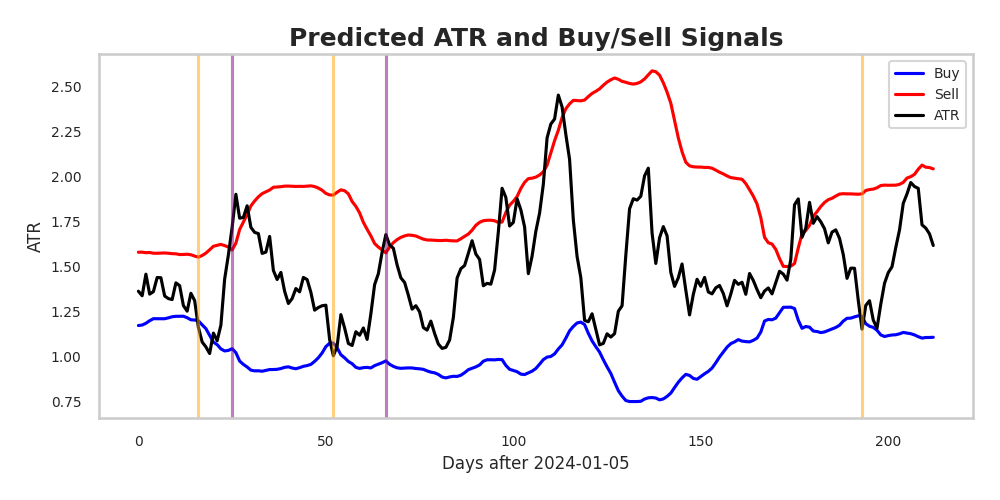 Predicted ATR and Buy/Sell Signals
Buy
Sell
ATR
2.50
2.25
2.00
1.75
1.50
1.25
1.00
0.75
ATR
0 50 100 150 200
Days after 2024-01-05